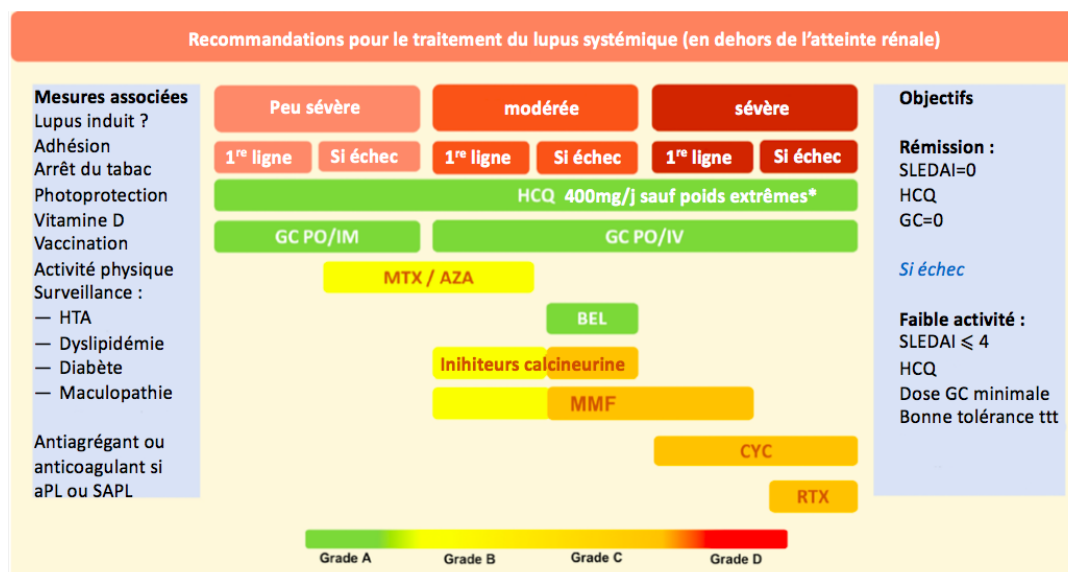 Recommandations pour le traitement du lupus systémique (en dehors de l'atteinte rénale)
Mesures associées
Lupus induit ?
Adhésion
Arrêt du tabac
Photoprotection
Vitamine D
Vaccination
Activité physique
Surveillance :
— HTA
— Dyslipidémie
— Diabète
— Maculopathie
Antiagrégant ou
anticoagulant si
aPL ou SAPL
Peu sévère
modérée
sévère
1re ligne
Si échec
1re ligne
Si échec
1re ligne
Si échec
HCQ 400mg/j sauf poids extrêmes*
GC PO/IM
GC PO/IV
MTX / AZA
BEL
Inihiteurs calcineurine
MMF
CYC
RTX
Grade A
Grade B
Grade C
Grade D
Objectifs
Rémission :
SLEDAI=0
HCQ
GC=0
Si échec
Faible activité :
SLEDAI ⩽ 4
HCQ
Dose GC minimale
Bonne tolérance ttt